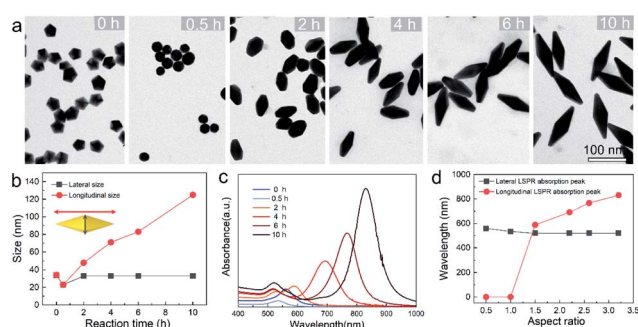 a
0 h
0.5 h
2 h
4 h
6 h
10 h
100 nm
b
Lateral size
Longitudinal size
Size (nm)
140
120
100
80
60
40
20
0
0 2 4 6 8 10
Reaction time (h)
c
0 h
0.5 h
2 h
4 h
6 h
10 h
Absorbance(a.u.)
400 500 600 700 800 900 1000
Wavelength(nm)
d
Lateral LSPR absorption peak
Longitudinal LSPR absorption peak
Wavelength (nm)
1000
800
600
400
200
0
0.5 1.0 1.5 2.0 2.5 3.0 3.5
Aspect ratio